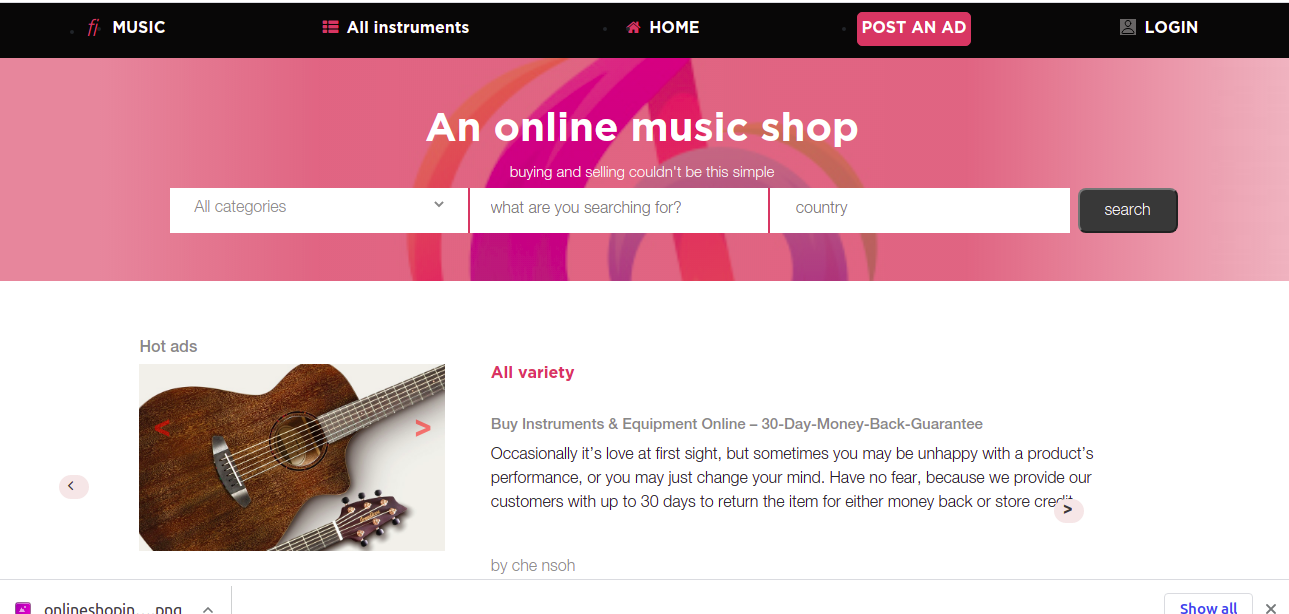 fi MUSIC
All instruments
HOME
POST AN AD
LOGIN
An online music shop
buying and selling couldn't be this simple
All categories
what are you searching for?
country
search
Hot ads
< >
All variety
Buy Instruments & Equipment Online – 30-Day-Money-Back-Guarantee
Occasionally it’s love at first sight, but sometimes you may be unhappy with a product’s
performance, or you may just change your mind. Have no fear, because we provide our
customers with up to 30 days to return the item for either money back or store credit.
<
>
by che nsoh
onlineshopin....png
Show all